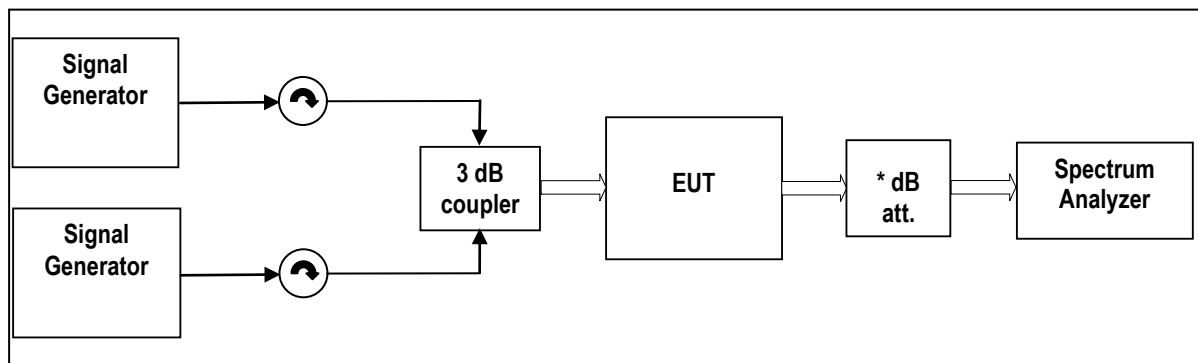 Signal
Generator
3 dB
coupler
EUT
* dB
att.
Spectrum
Analyzer
Signal
Generator